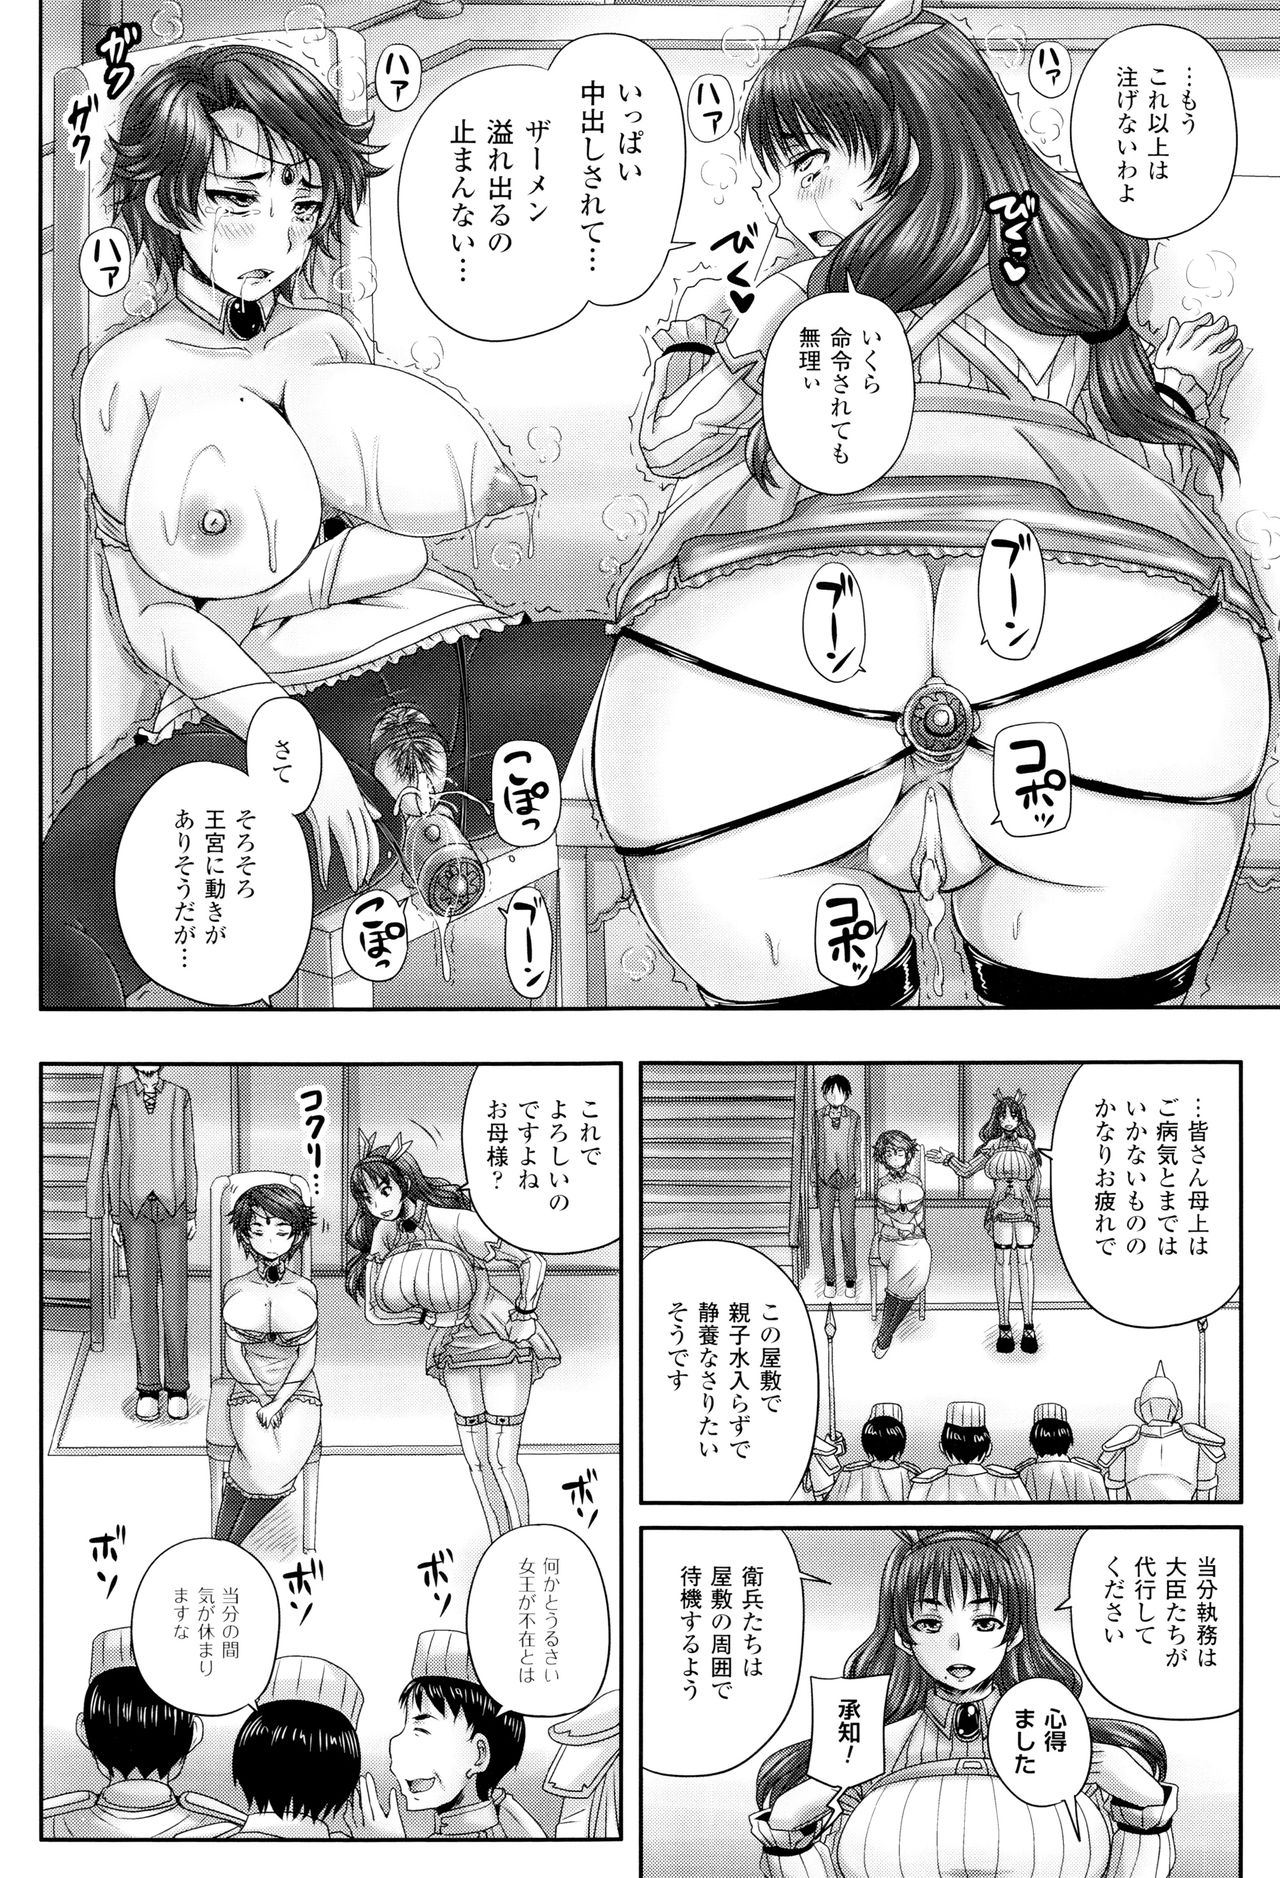 …もう
これ以上は
注げないわよ
ハァ
ハァ
びくっ
びく
いくら
命令されても
無理ぃ
いっぱい
中出しされて…
ザーメン
溢れ出るの
止まんない…
ハァ
ハァ
ガク
ガク
ブーン
ブーン
コポッ
コポッ
こぽっ
こぽっ
ブーン
さて
そろそろ
王宮に動きが
ありそうだが…
…皆さん母上は
ご病気とまでは
いかないものの
かなりお疲れで
この屋敷で
親子水入らずで
静養なさりたい
そうです
当分執務は
大臣たちが
代行して
ください
心得
ました
衛兵たちは
屋敷の周囲で
待機するよう
承知！
これで
よろしいの
ですよね
お母様？
コクリ…
ボソ
ボソ
何かとうるさい
女王が不在とは
ボソ
ボソ
当分の間
気が休まり
ますな